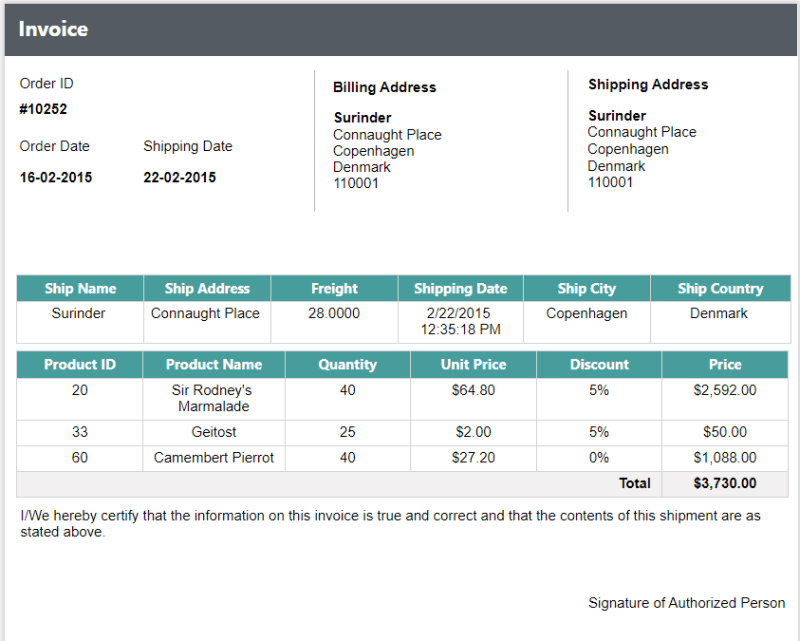 Invoice
Order ID
#10252
Order Date Shipping Date
16-02-2015 22-02-2015
Billing Address
Surinder
Connaught Place
Copenhagen
Denmark
110001
Shipping Address
Surinder
Connaught Place
Copenhagen
Denmark
110001
Ship Name Ship Address Freight Shipping Date Ship City Ship Country
Surinder Connaught Place 28.0000 2/22/2015 Copenhagen Denmark
12:35:18 PM
Product ID Product Name Quantity Unit Price Discount Price
20 Sir Rodney's 40 $64.80 5% $2,592.00
Marmalade
33 Geitost 25 $2.00 5% $50.00
60 Camembert Pierrot 40 $27.20 0% $1,088.00
Total $3,730.00
I/We hereby certify that the information on this invoice is true and correct and that the contents of this shipment are as
stated above.
Signature of Authorized Person